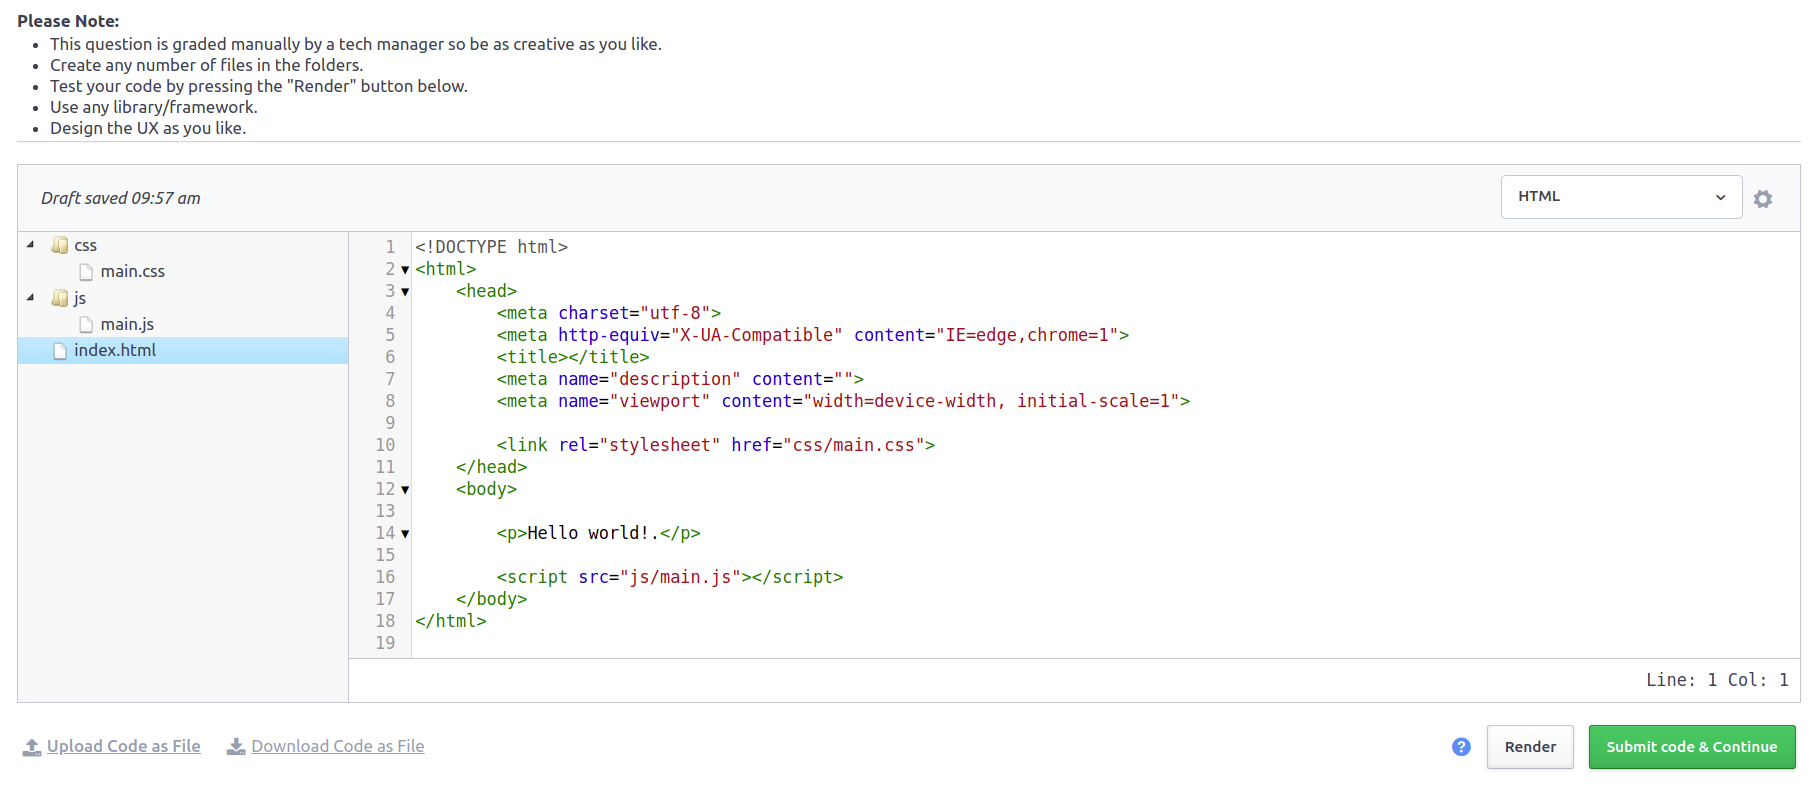 Please Note:
This question is graded manually by a tech manager so be as creative as you like.
Create any number of files in the folders.
Test your code by pressing the "Render" button below.
Use any library/framework.
Design the UX as you like.
Draft saved 09:57 am
HTML
css
main.css
js
main.js
index.html
1 <!DOCTYPE html>
2 <html>
3 <head>
4 <meta charset="utf-8">
5 <meta http-equiv="X-UA-Compatible" content="IE=edge,chrome=1">
6 <title></title>
7 <meta name="description" content="">
8 <meta name="viewport" content="width=device-width, initial-scale=1">
9
10 <link rel="stylesheet" href="css/main.css">
11 </head>
12 <body>
13
14 <p>Hello world!.</p>
15
16 <script src="js/main.js"></script>
17 </body>
18 </html>
19
Line: 1 Col: 1
Upload Code as File
Download Code as File
?
Render
Submit code & Continue